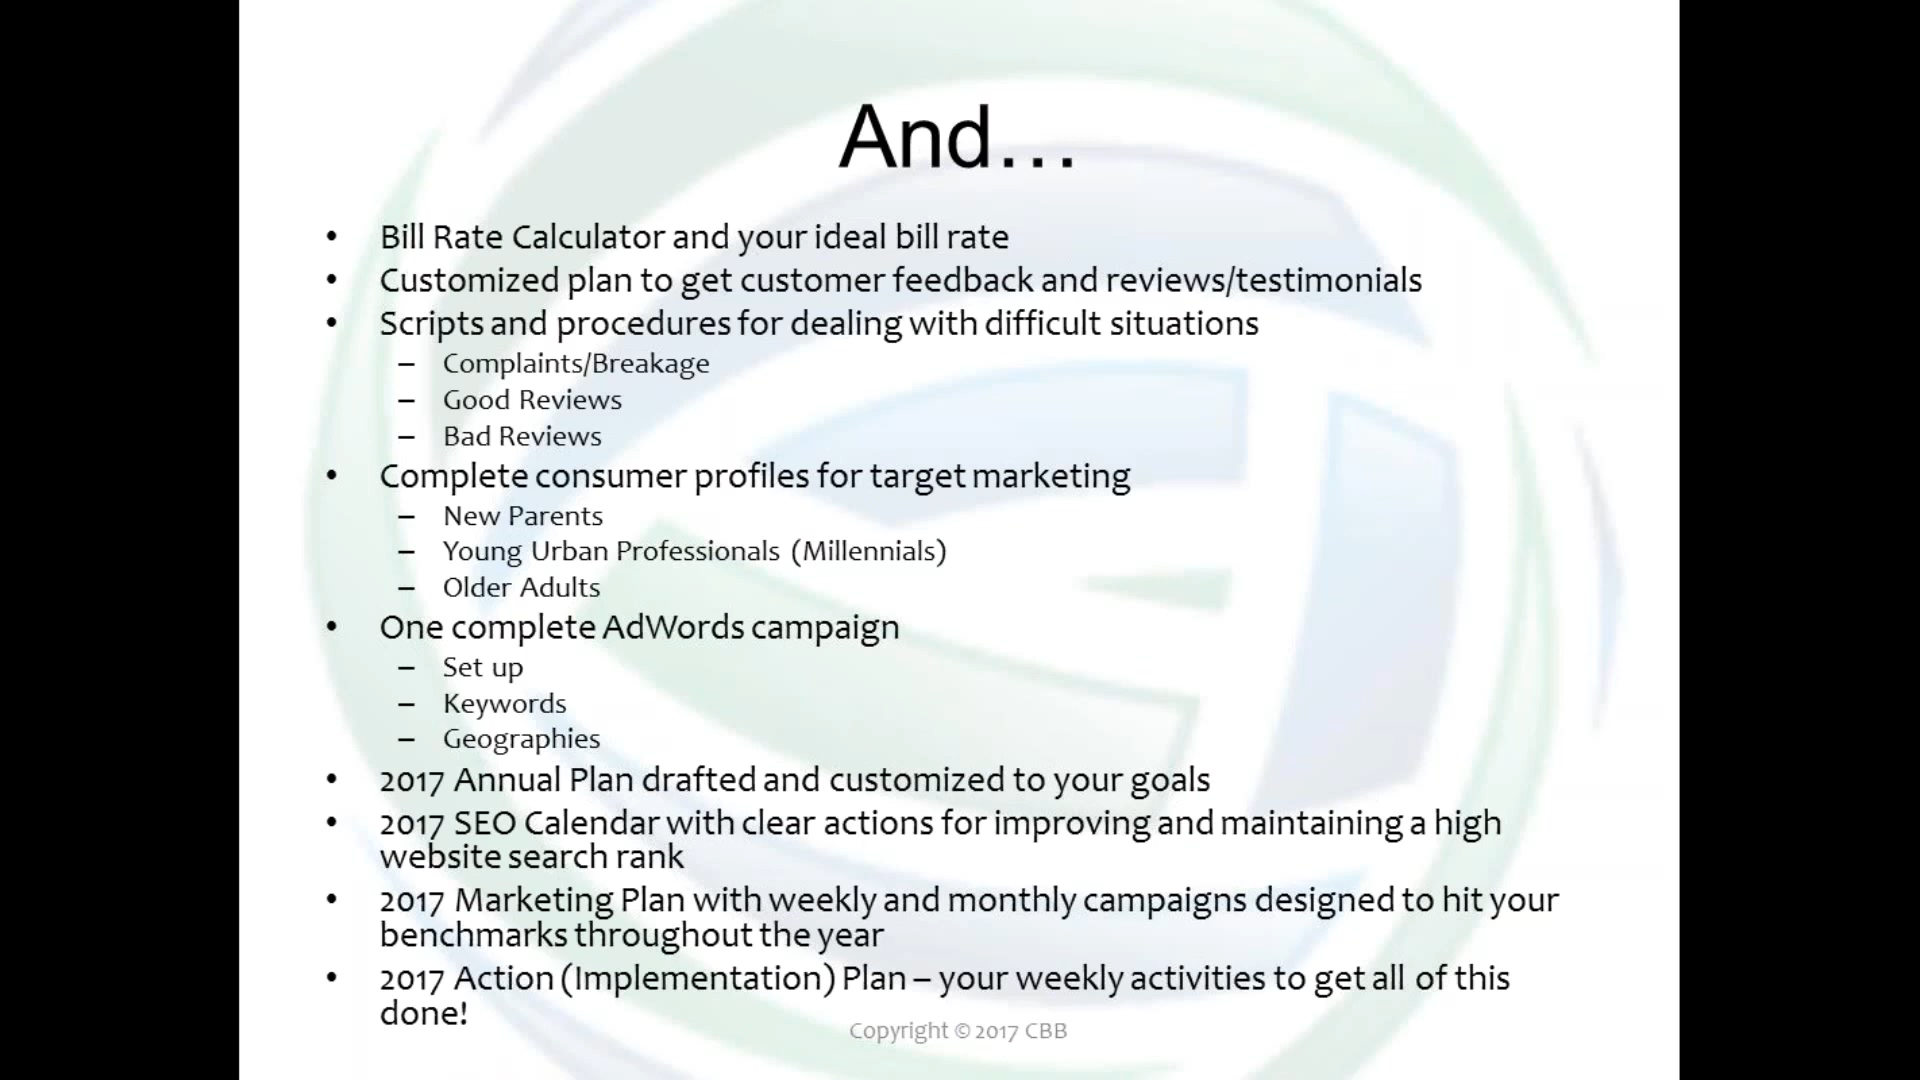 And...
• Bill Rate Calculator and your ideal bill rate
• Customized plan to get customer feedback and reviews/testimonials
• Scripts and procedures for dealing with difficult situations
– Complaints/Breakage
– Good Reviews
– Bad Reviews
• Complete consumer profiles for target marketing
– New Parents
– Young Urban Professionals (Millennials)
– Older Adults
• One complete AdWords campaign
– Set up
– Keywords
– Geographies
• 2017 Annual Plan drafted and customized to your goals
• 2017 SEO Calendar with clear actions for improving and maintaining a high
website search rank
• 2017 Marketing Plan with weekly and monthly campaigns designed to hit your
benchmarks throughout the year
• 2017 Action (Implementation) Plan – your weekly activities to get all of this
done!
Copyright © 2017 CBB